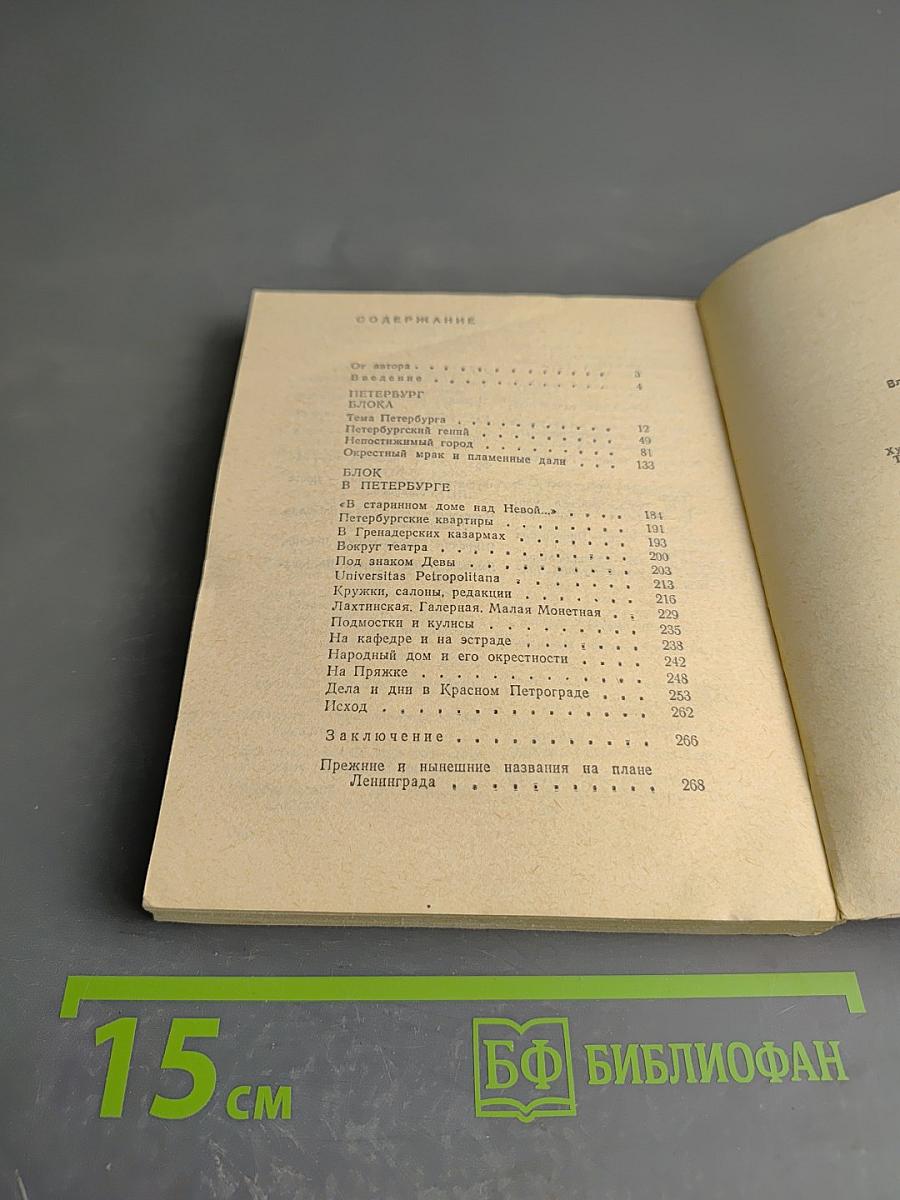 СОДЕРЖАНИЕ
От автора . . . . . . . . . . . . 3
Введение . . . . . . . . . . . 4
ПЕТЕРБУРГ
БЛОКА
Тема Петербурга . . . . . . . . . 12
Петербургский гений . . . . . . . . 49
Непостижимый город . . . . . . . . 81
Окрестный мрак и пламенные дали . . . 133
БЛОК
В ПЕТЕРБУРГЕ
«В старинном доме над Невой...» . . . . 184
Петербургские квартиры . . . . . . . 191
В Гренадерских казармах . . . . . . . 193
Вокруг театра . . . . . . . . . . 200
Под знаком Девы . . . . . . . . . 203
Universitas Petropolitana . . . . . . . 213
Кружки, салоны, редакции . . . . . . 216
Лахтинская. Галерная. Малая Монетная . . 229
Подмостки и кулисы . . . . . . . . 235
На кафедре и на эстраде . . . . . . 238
Народный дом и его окрестности . . . . 242
На Пряжке . . . . . . . . . . . 248
Дела и дни в Красном Петрограде . . . 253
Исход . . . . . . . . . . . . . . 262
Заключение . . . . . . . . . . . 266
Прежние и нынешние названия на плане
Ленинграда . . . . . . . . . . . 268
15 см
БФ БИБЛИОФАН